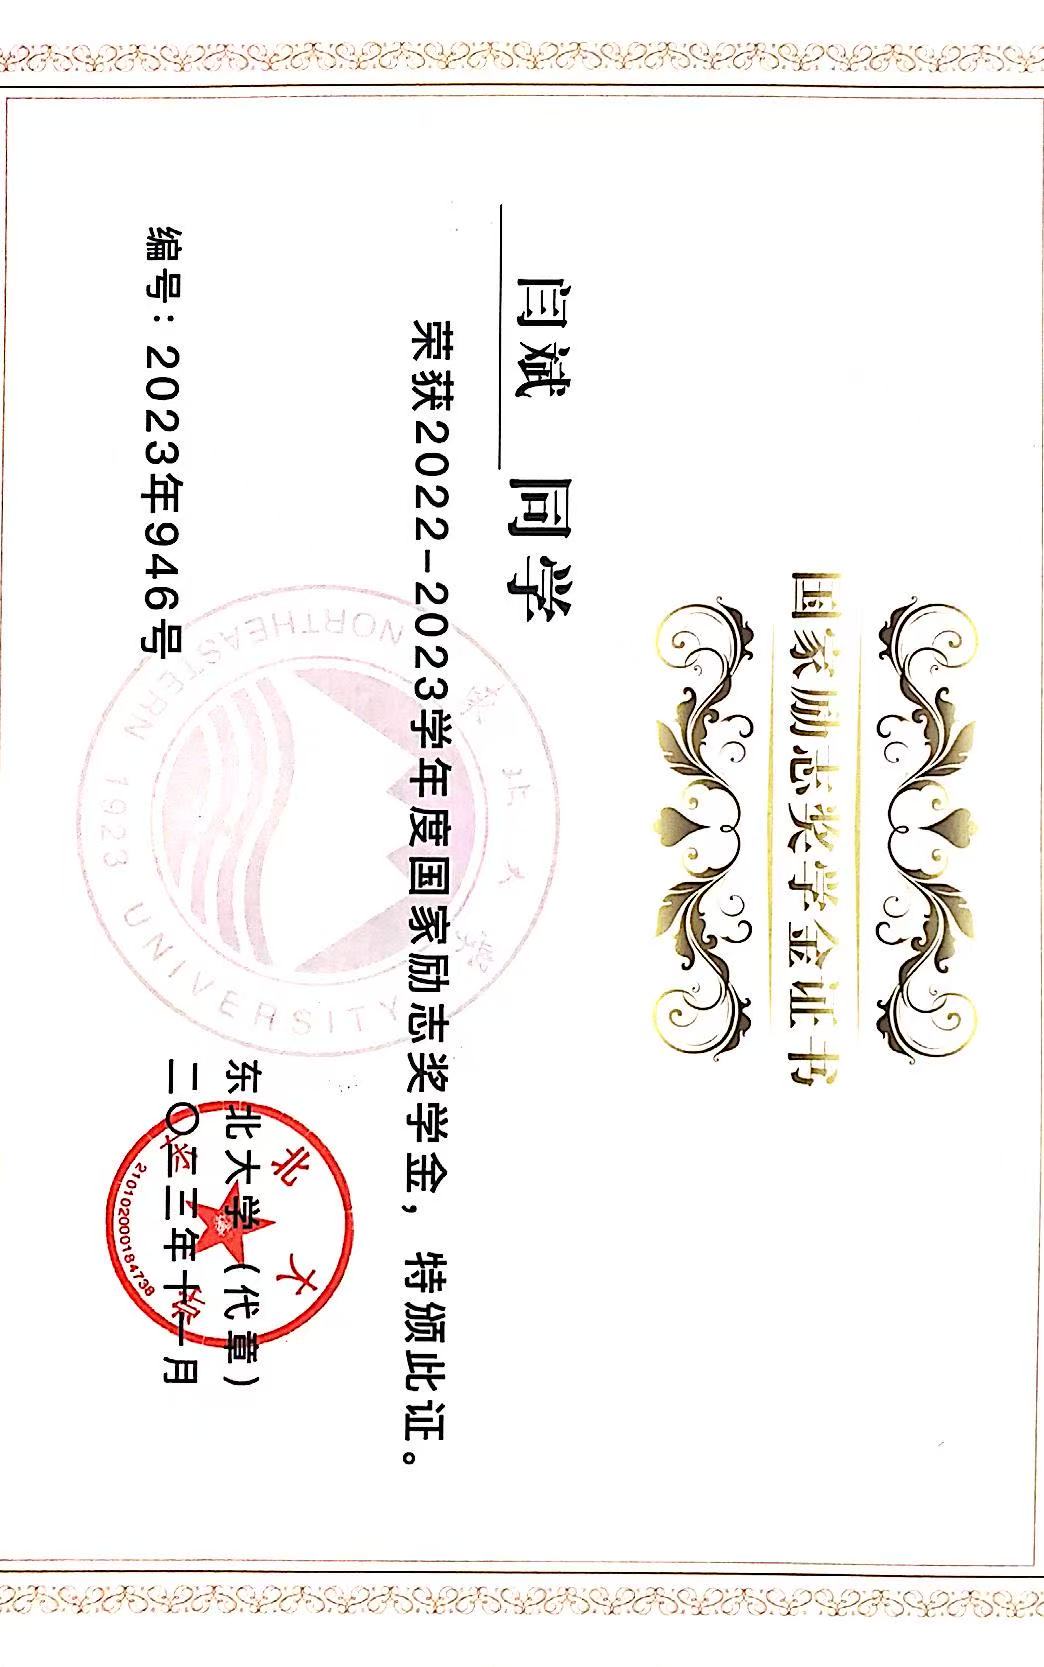 国家励志奖学金证书
闫斌 同学
荣获2022-2023学年度国家励志奖学金，特颁此证。
东北大学
NORTHEASTERN UNIVERSITY
1923
东北大学（代章）
二〇二三年十一月
编号：2023年946号
东北大学
210102000184738